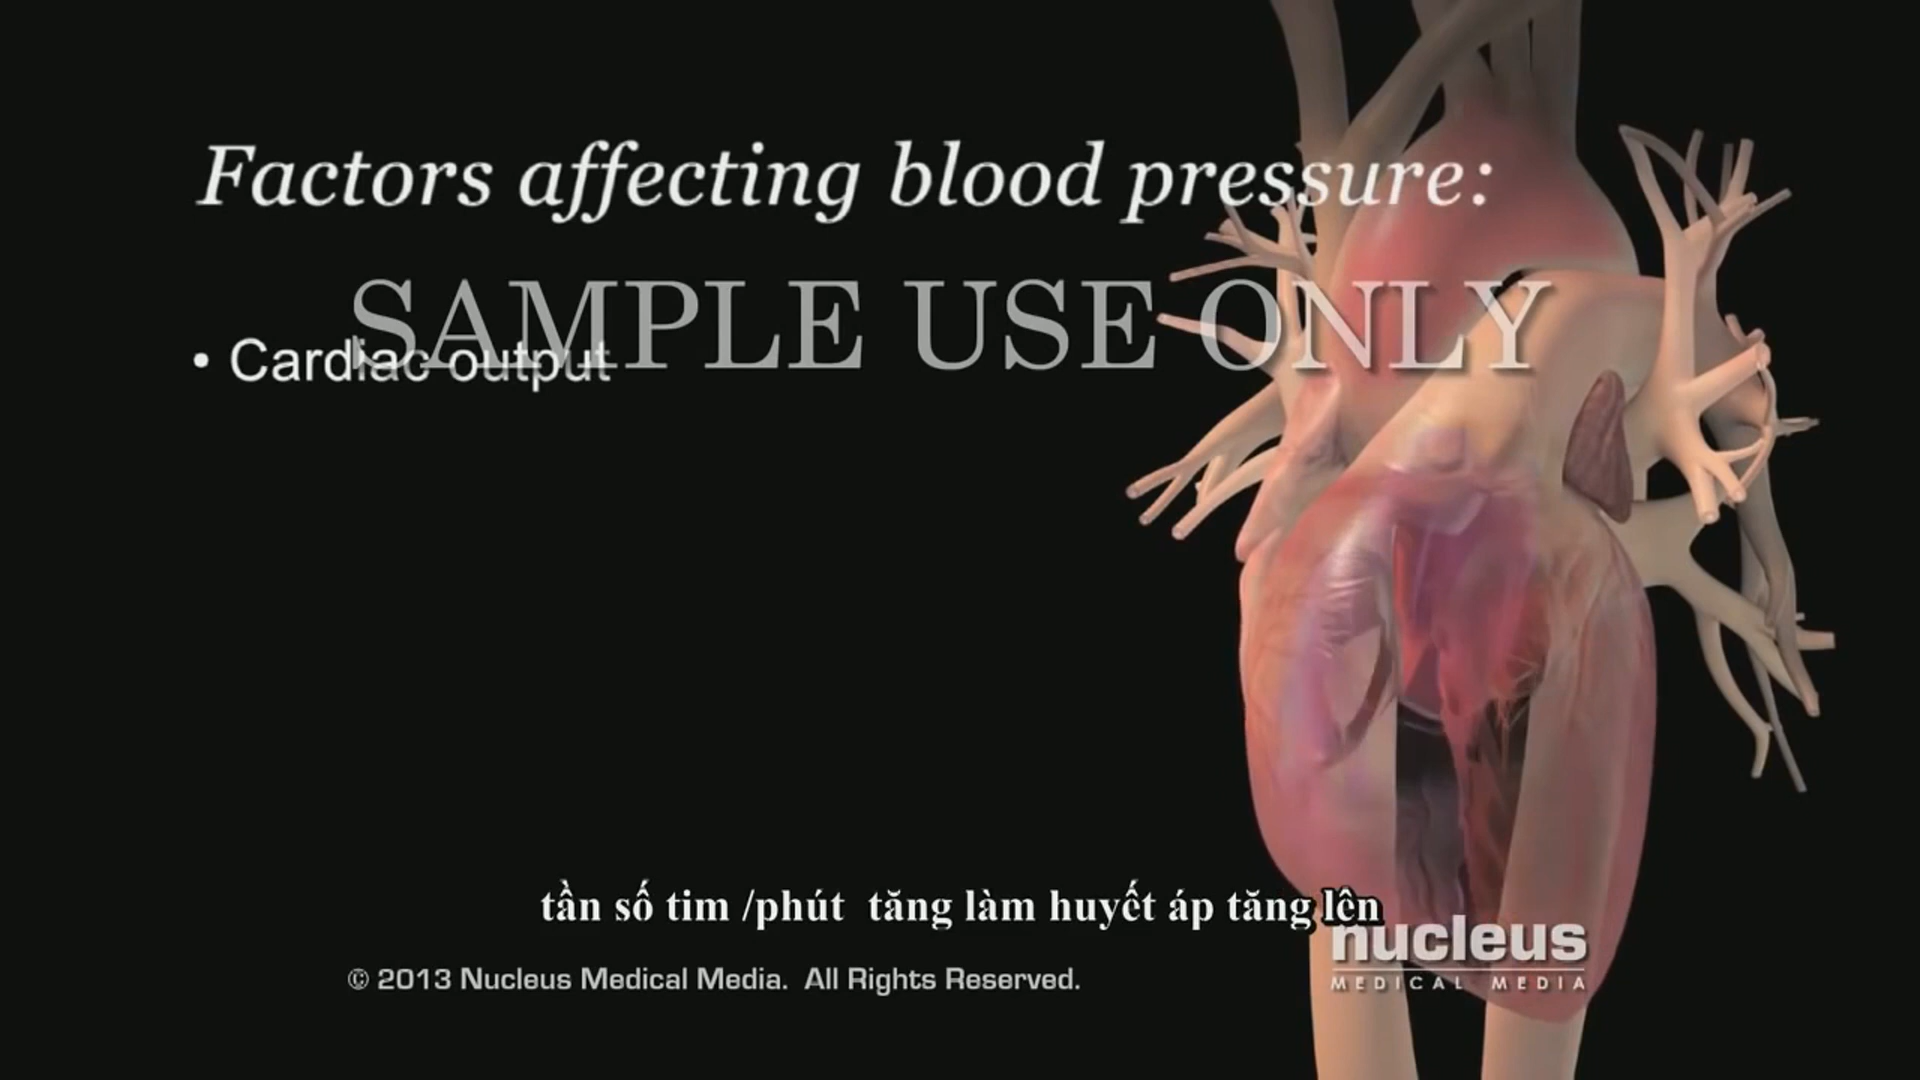 Factors affecting blood pressure:
SAMPLE USE ONLY
• Cardiac output
tần số tim /phút  tăng làm huyết áp tăng lên
nucleus
MEDICAL MEDIA
© 2013 Nucleus Medical Media.  All Rights Reserved.